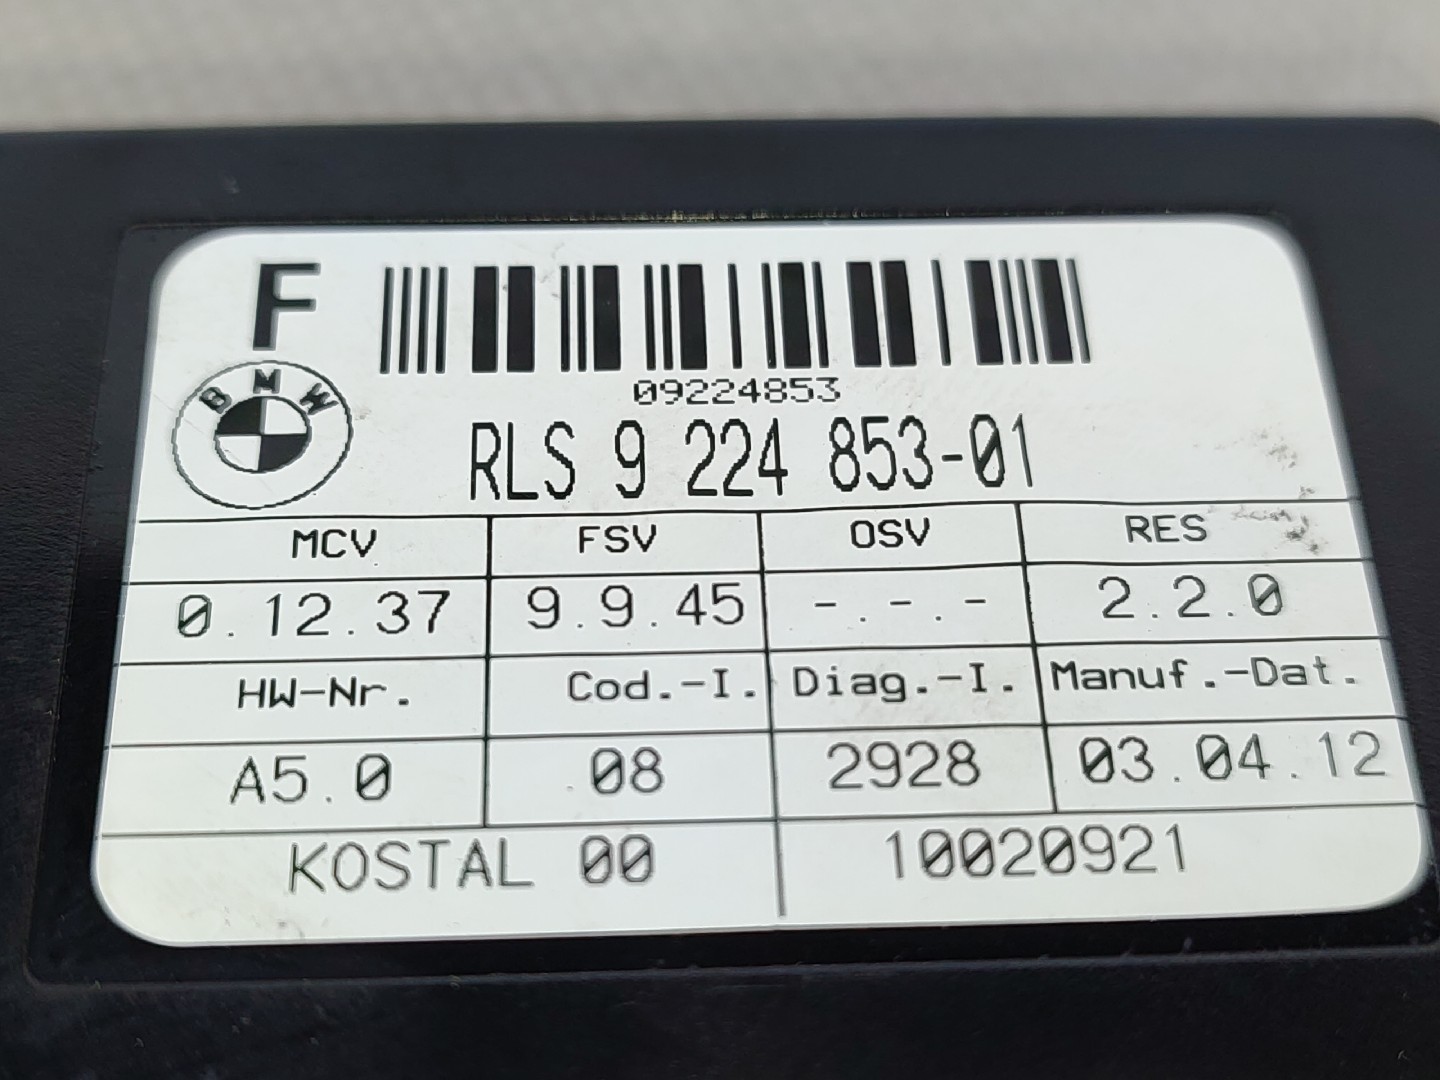 F
BMW
09224853
RLS 9 224 853-01
MCV FSV OSV RES
0.12.37 9.9.45 -.-.- 2.2.0
HW-Nr. Cod.-I. Diag.-I. Manuf.-Dat.
A5.0 08 2928 03.04.12
KOSTAL 00 10020921